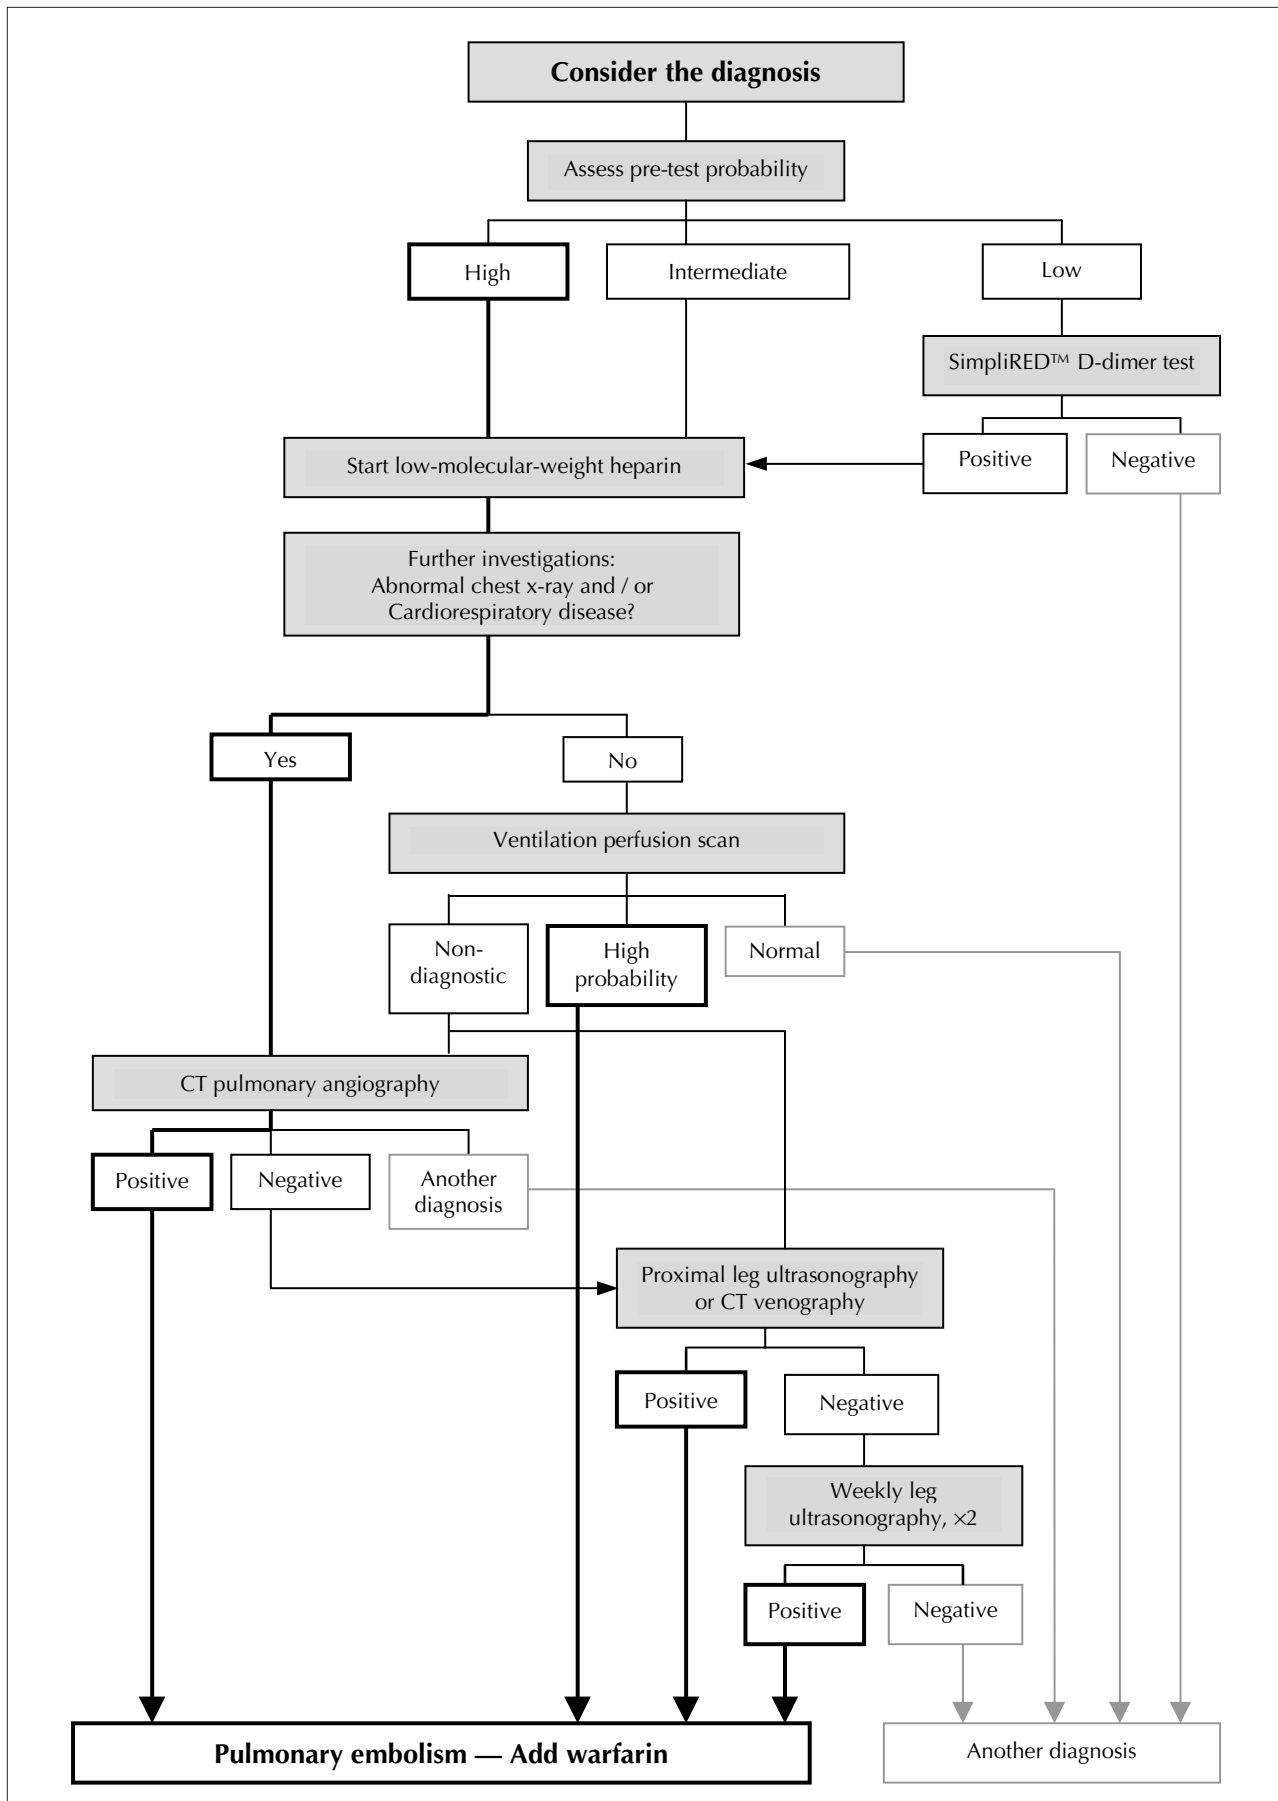 Consider the diagnosis
Assess pre-test probability
High
Intermediate
Low
SimpliRED™ D-dimer test
Positive
Negative
Start low-molecular-weight heparin
Further investigations:
Abnormal chest x-ray and / or
Cardiorespiratory disease?
Yes
No
Ventilation perfusion scan
Non-
diagnostic
High
probability
Normal
CT pulmonary angiography
Positive
Negative
Another
diagnosis
Proximal leg ultrasonography
or CT venography
Positive
Negative
Weekly leg
ultrasonography, ×2
Positive
Negative
Pulmonary embolism — Add warfarin
Another diagnosis